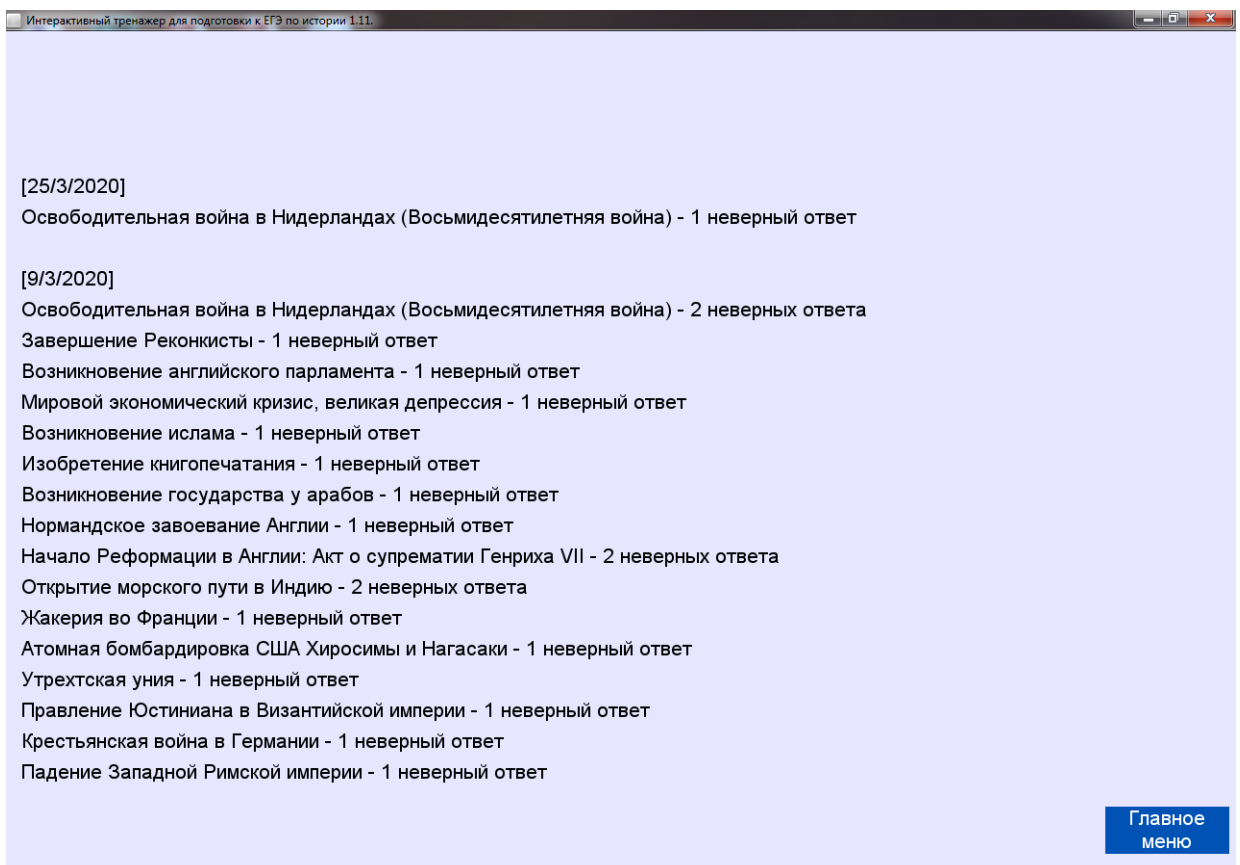 Интерактивный тренажер для подготовки к ЕГЭ по истории 1.11.
[25/3/2020]
Освободительная война в Нидерландах (Восьмидесятилетняя война) - 1 неверный ответ
[9/3/2020]
Освободительная война в Нидерландах (Восьмидесятилетняя война) - 2 неверных ответа
Завершение Реконкисты - 1 неверный ответ
Возникновение английского парламента - 1 неверный ответ
Мировой экономический кризис, великая депрессия - 1 неверный ответ
Возникновение ислама - 1 неверный ответ
Изобретение книгопечатания - 1 неверный ответ
Возникновение государства у арабов - 1 неверный ответ
Нормандское завоевание Англии - 1 неверный ответ
Начало Реформации в Англии: Акт о супрематии Генриха VII - 2 неверных ответа
Открытие морского пути в Индию - 2 неверных ответа
Жакерия во Франции - 1 неверный ответ
Атомная бомбардировка США Хиросимы и Нагасаки - 1 неверный ответ
Утрехтская уния - 1 неверный ответ
Правление Юстиниана в Византийской империи - 1 неверный ответ
Крестьянская война в Германии - 1 неверный ответ
Падение Западной Римской империи - 1 неверный ответ
Главное
меню